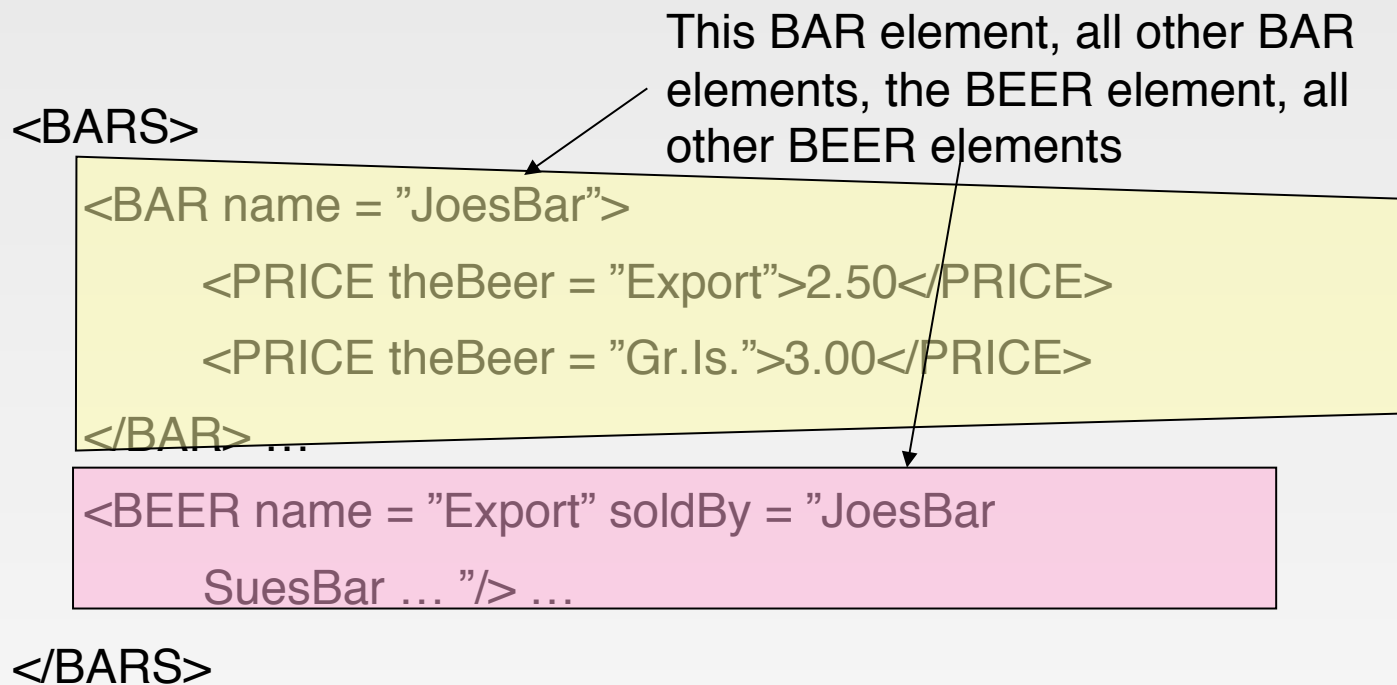 This BAR element, all other BAR
elements, the BEER element, all
other BEER elements
<BARS>
<BAR name = ”JoesBar”>
<PRICE theBeer = ”Export”>2.50</PRICE>
<PRICE theBeer = ”Gr.Is.”>3.00</PRICE>
</BAR> …
<BEER name = ”Export” soldBy = ”JoesBar
SuesBar … ”/> …
</BARS>